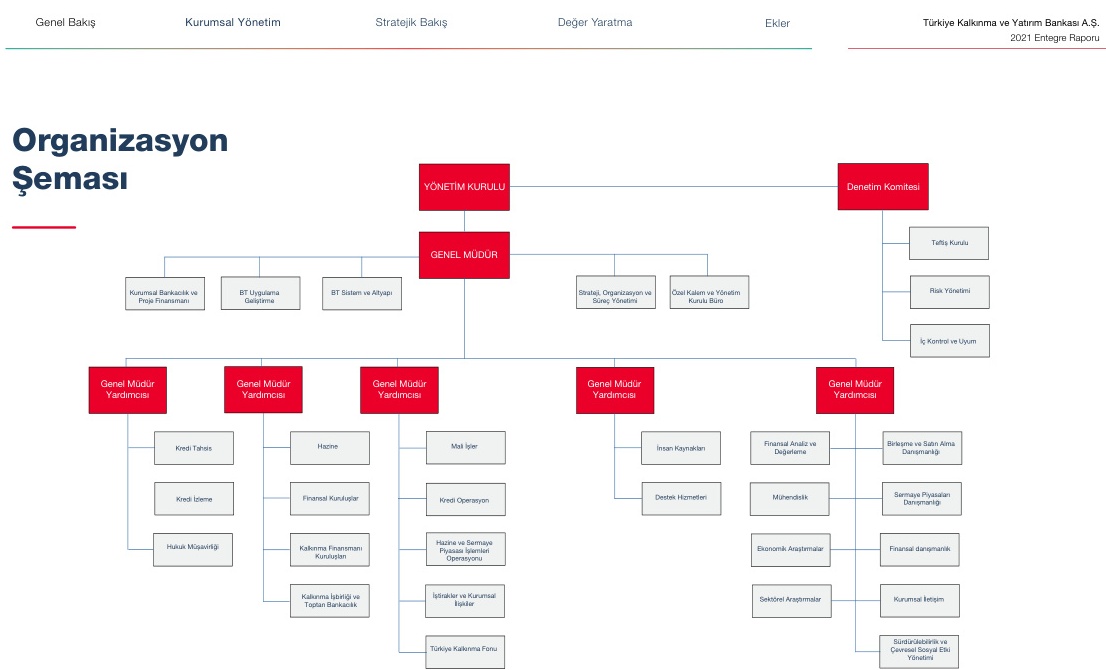 Genel Bakış
Kurumsal Yönetim
Stratejik Bakış
Değer Yaratma
Ekler
Türkiye Kalkınma ve Yatırım Bankası A.Ş.
2021 Entegre Raporu
Organizasyon
Şeması
YÖNETİM KURULU
Denetim Komitesi
GENEL MÜDÜR
Teftiş Kurulu
Risk Yönetimi
İç Kontrol ve Uyum
Kurumsal Bankacılık ve
Proje Finansmanı
BT Uygulama
Geliştirme
BT Sistem ve Altyapı
Strateji, Organizasyon ve
Süreç Yönetimi
Özel Kalem ve Yönetim
Kurulu Büro
Genel Müdür
Yardımcısı
Kredi Tahsis
Kredi İzleme
Hukuk Müşavirliği
Genel Müdür
Yardımcısı
Hazine
Finansal Kuruluşlar
Kalkınma Finansmanı
Kuruluşları
Kalkınma İşbirliği ve
Toptan Bankacılık
Genel Müdür
Yardımcısı
Mali İşler
Kredi Operasyon
Hazine ve Sermaye
Piyasası İşlemleri
Operasyonu
İştirakler ve Kurumsal
İlişkiler
Türkiye Kalkınma Fonu
Genel Müdür
Yardımcısı
İnsan Kaynakları
Destek Hizmetleri
Genel Müdür
Yardımcısı
Finansal Analiz ve
Değerleme
Mühendislik
Ekonomik Araştırmalar
Sektörel Araştırmalar
Birleşme ve Satın Alma
Danışmanlığı
Sermaye Piyasaları
Danışmanlığı
Finansal danışmanlık
Kurumsal İletişim
Sürdürülebilinik ve
Çevresel Sosyal Etki
Yönetimi